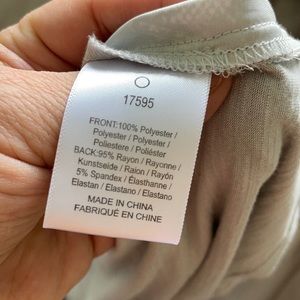 17595
FRONT:100% Polyester /
Polyester / Polyester /
Poliestere / Poliéster
BACK:95% Rayon / Rayonne /
Kunstseide / Raion / Rayón
5% Spandex / Élasthanne /
Elastan / Elastano / Elastano
MADE IN CHINA
FABRIQUÉ EN CHINE